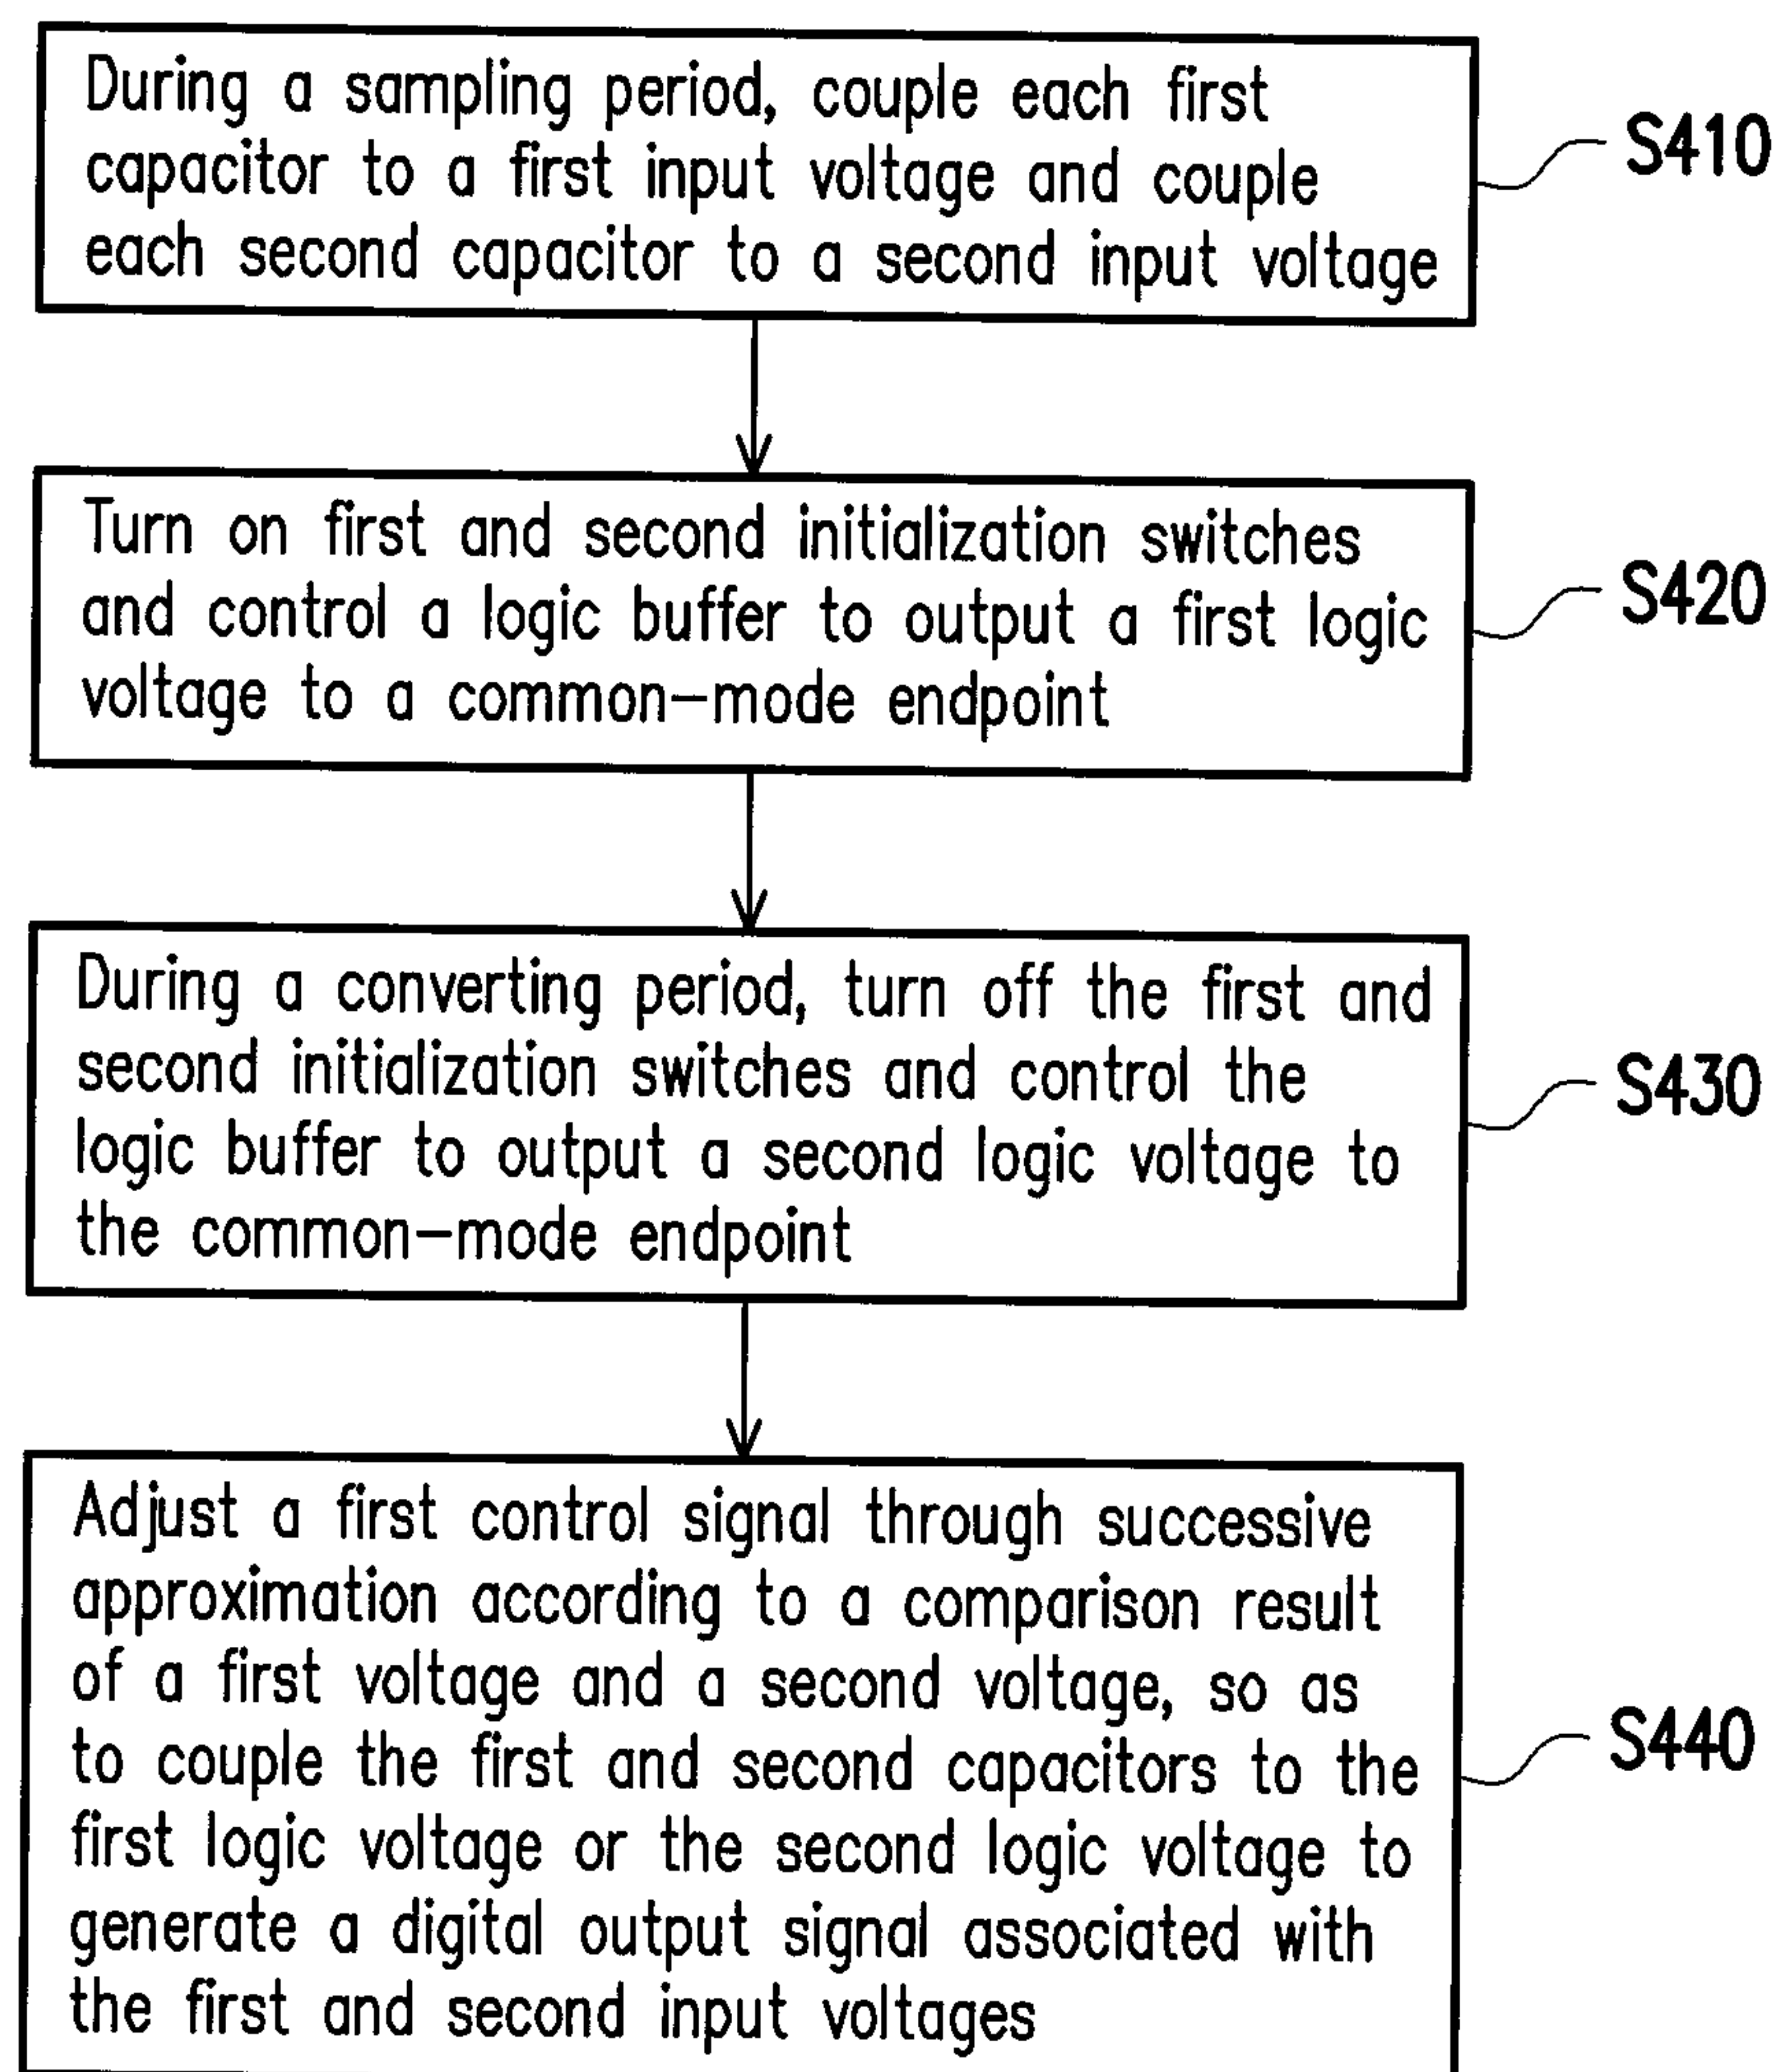 During a sampling period, couple each first
capacitor to a first input voltage and couple
each second capacitor to a second input voltage
S410
Turn on first and second initialization switches
and control a logic buffer to output a first logic
voltage to a common-mode endpoint
S420
During a converting period, turn off the first and
second initialization switches and control the
logic buffer to output a second logic voltage to
the common-mode endpoint
S430
Adjust a first control signal through successive
approximation according to a comparison result
of a first voltage and a second voltage, so as
to couple the first and second capacitors to the
first logic voltage or the second logic voltage to
generate a digital output signal associated with
the first and second input voltages
S440